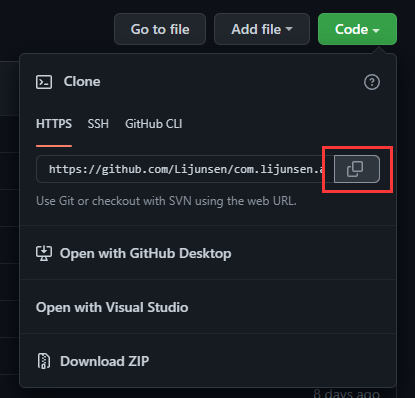 Go to file Add file Code
Clone
HTTPS SSH GitHub CLI
https://github.com/Lijunsen/com.lijunsen.a
Use Git or checkout with SVN using the web URL.
Open with GitHub Desktop
Open with Visual Studio
Download ZIP
8 days ago